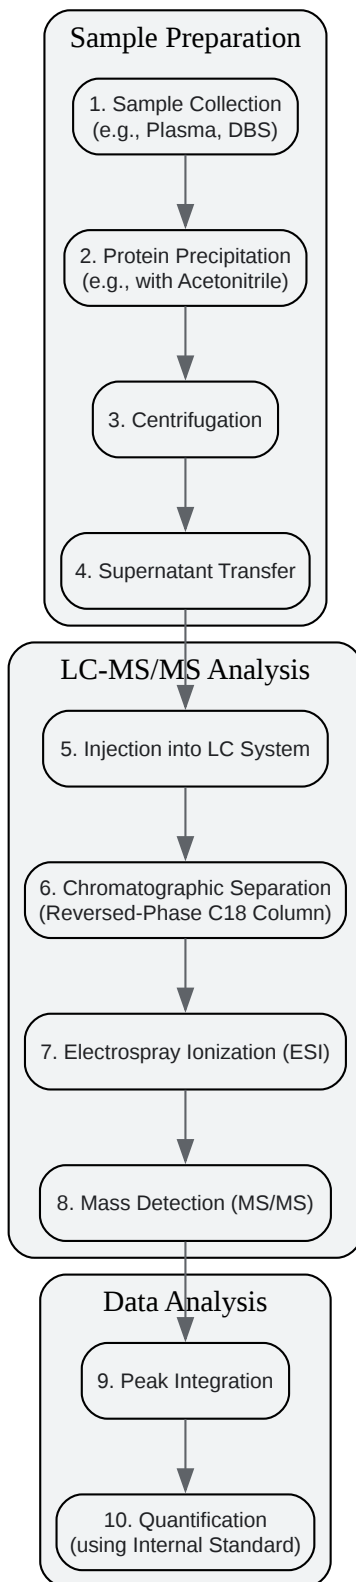 Sample Preparation
1. Sample Collection
(e.g., Plasma, DBS)
2. Protein Precipitation
(e.g., with Acetonitrile)
3. Centrifugation
4. Supernatant Transfer
LC-MS/MS Analysis
5. Injection into LC System
6. Chromatographic Separation
(Reversed-Phase C18 Column)
7. Electrospray Ionization (ESI)
8. Mass Detection (MS/MS)
Data Analysis
9. Peak Integration
10. Quantification
(using Internal Standard)